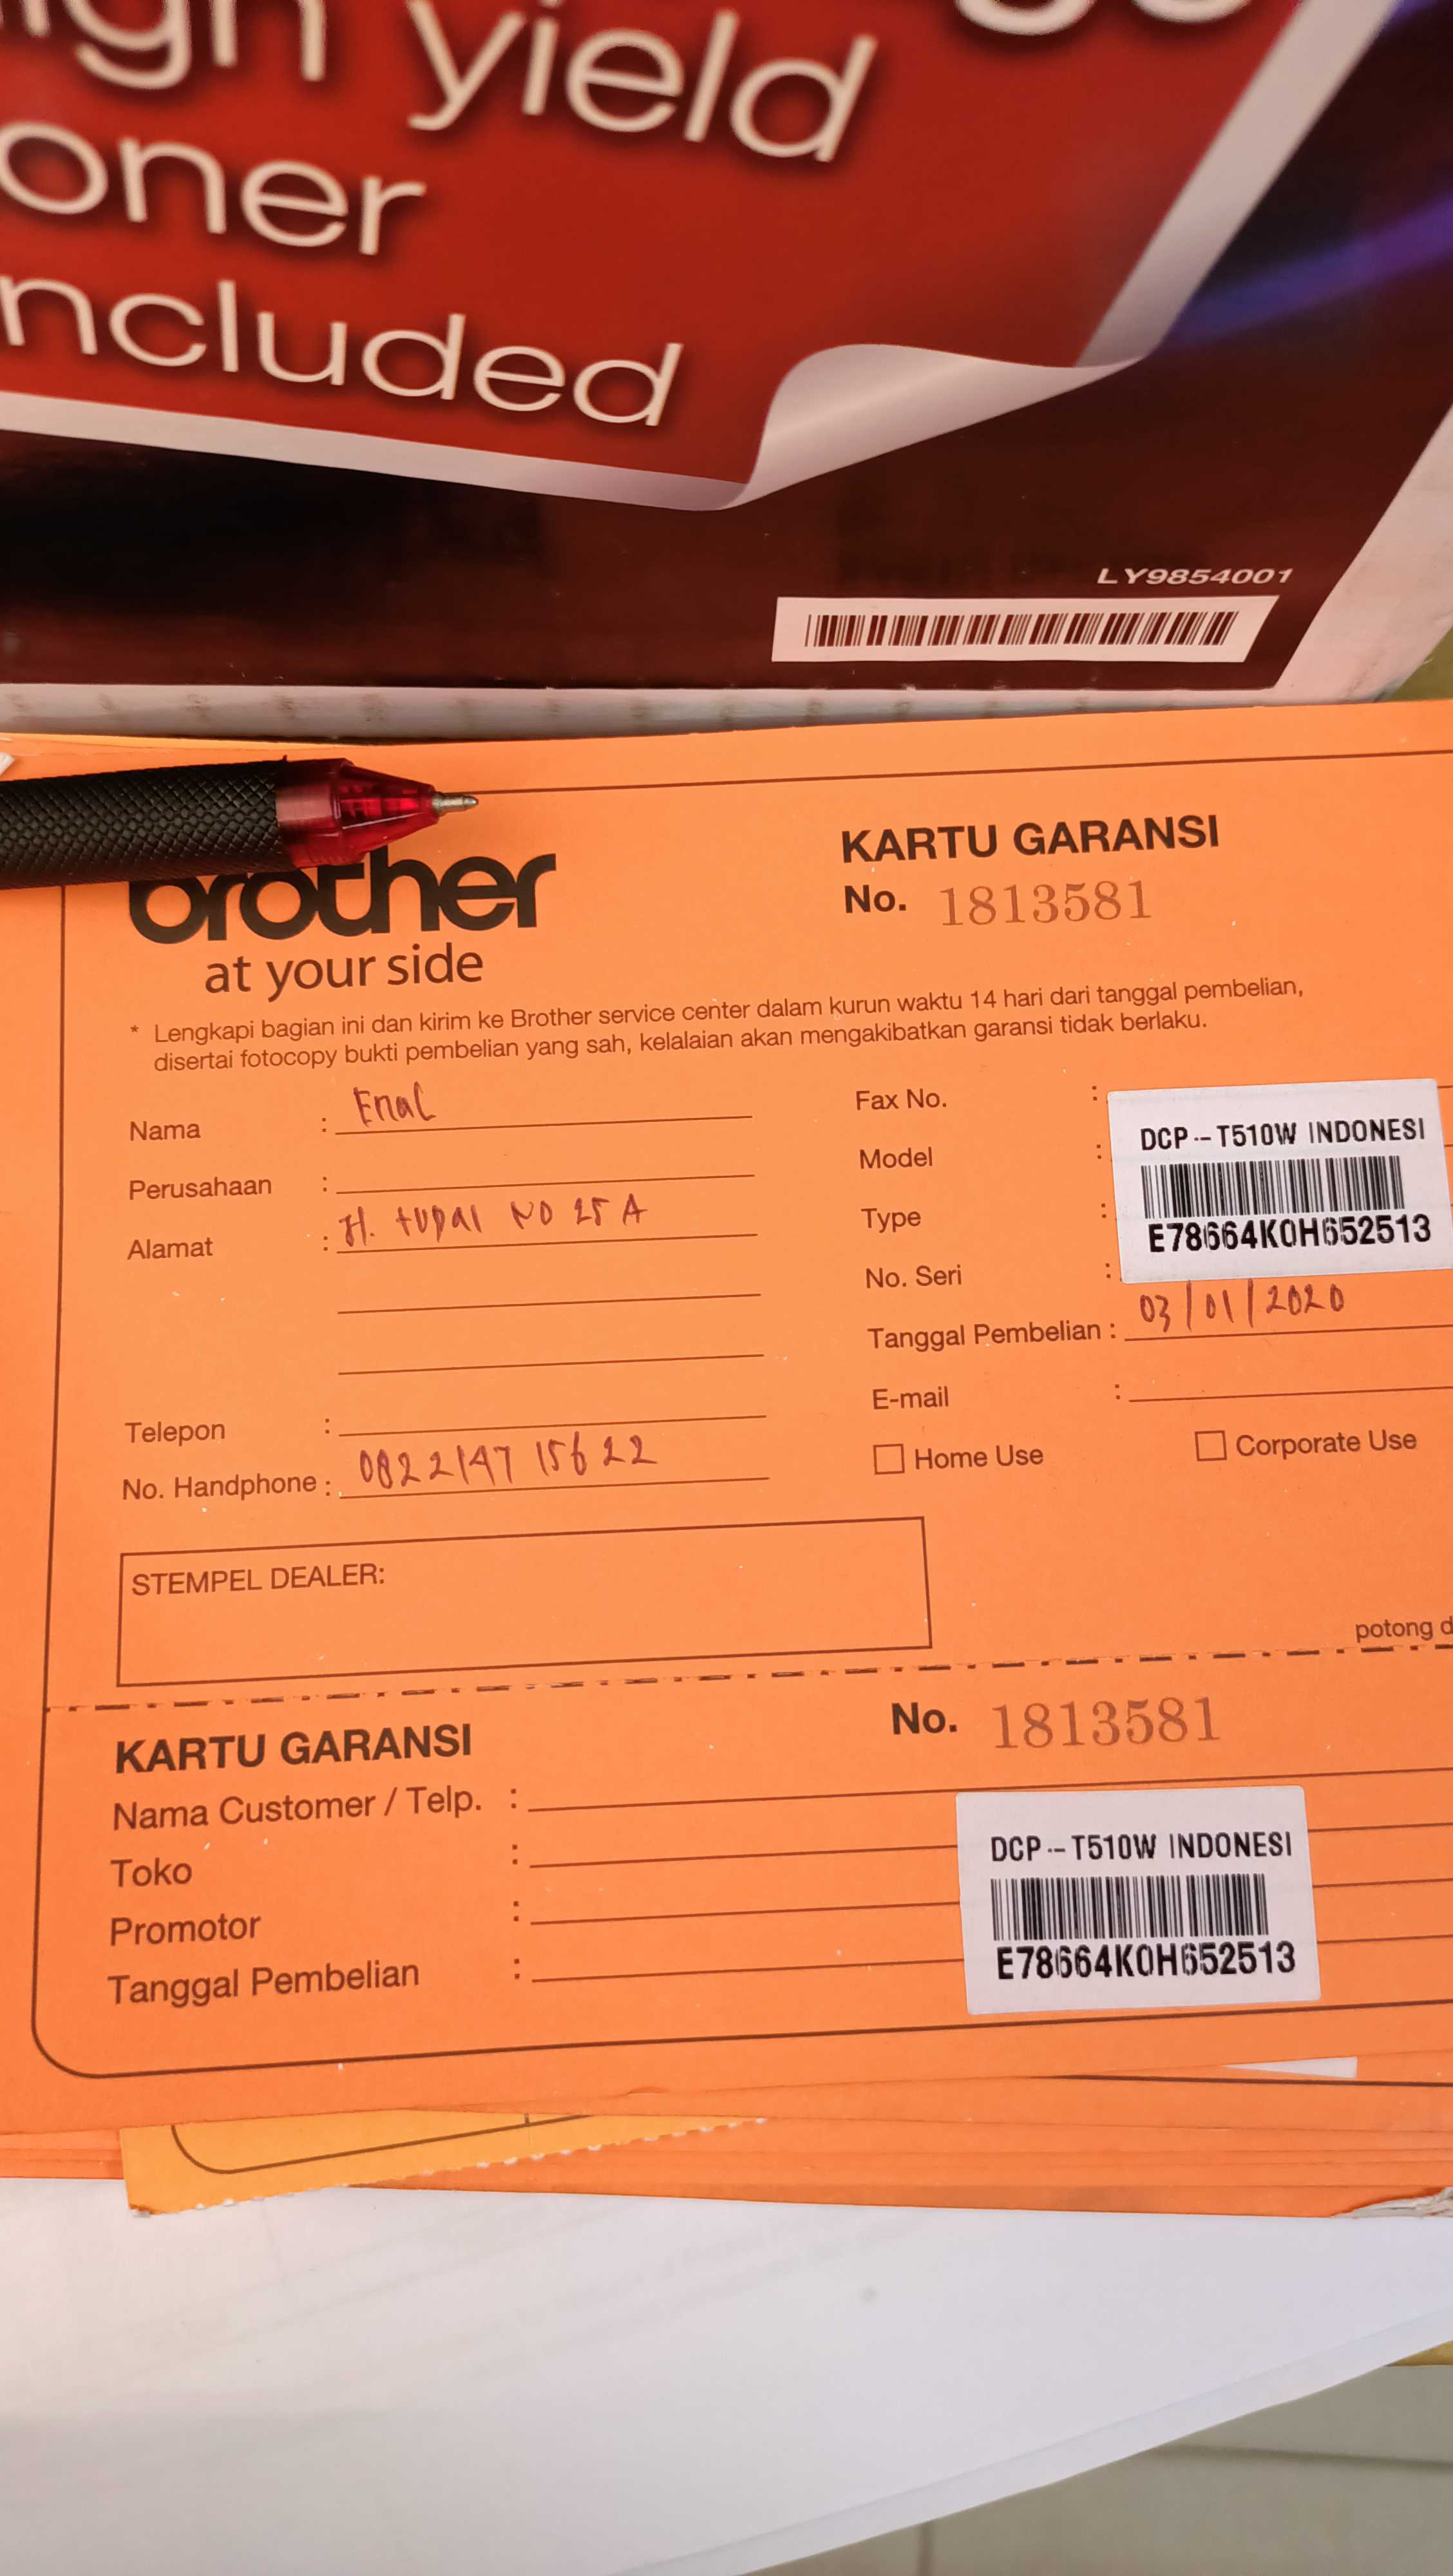 yield
oner
ncluded
LY9854001
brother
at your side
KARTU GARANSI
No. 1813581
* Lengkapi bagian ini dan kirim ke Brother service center dalam kurun waktu 14 hari dari tanggal pembelian,
disertai fotocopy bukti pembelian yang sah, kelalaian akan mengakibatkan garansi tidak berlaku.
Nama : Enal
Perusahaan :
Alamat : Jl. tupai NO 25 A
Telepon :
No. Handphone : 0822147 15622
Fax No. :
Model :
Type :
No. Seri :
DCP-T510W INDONESI
E78664K0H652513
Tanggal Pembelian : 03/01/2020
E-mail :
Home Use
Corporate Use
STEMPEL DEALER:
potong d
KARTU GARANSI
No. 1813581
Nama Customer / Telp. :
Toko :
Promotor :
Tanggal Pembelian :
DCP-T510W INDONESI
E78664K0H652513